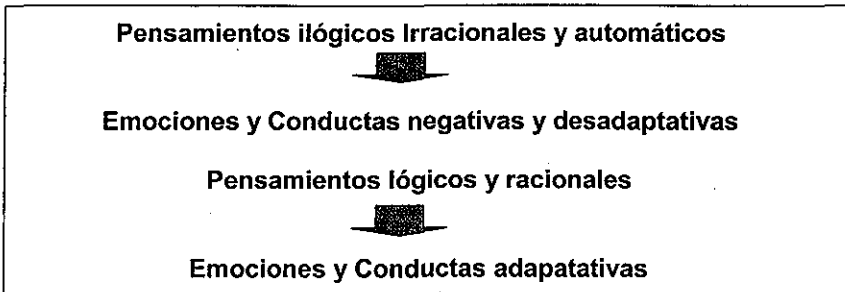 Pensamientos ilógicos Irracionales y automáticos
Emociones y Conductas negativas y desadaptativas
Pensamientos lógicos y racionales
Emociones y Conductas adapatativas